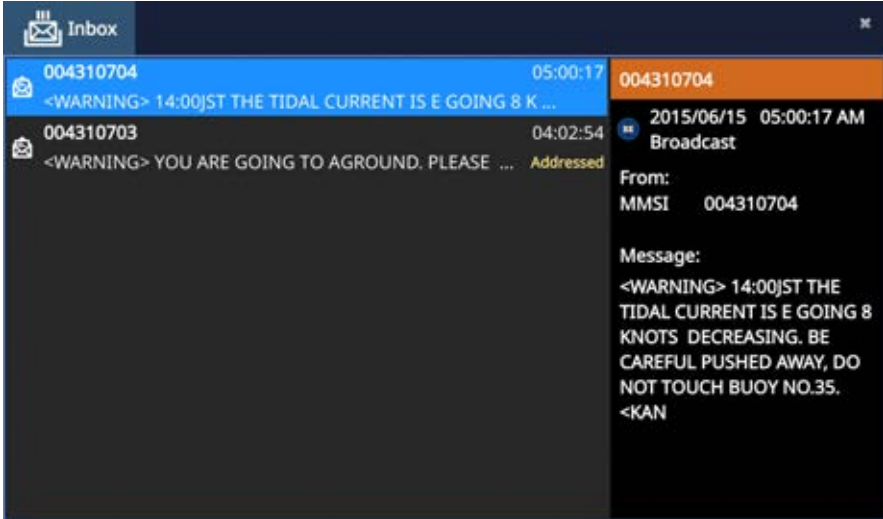 Inbox
004310704 05:00:17
<WARNING> 14:00JST THE TIDAL CURRENT IS E GOING 8 K ...
004310703 04:02:54
<WARNING> YOU ARE GOING TO AGROUND. PLEASE ... Addressed
004310704
2015/06/15 05:00:17 AM
Broadcast
From:
MMSI 004310704
Message:
<WARNING> 14:00JST THE
TIDAL CURRENT IS E GOING 8
KNOTS DECREASING. BE
CAREFUL PUSHED AWAY, DO
NOT TOUCH BUOY NO.35.
<KAN